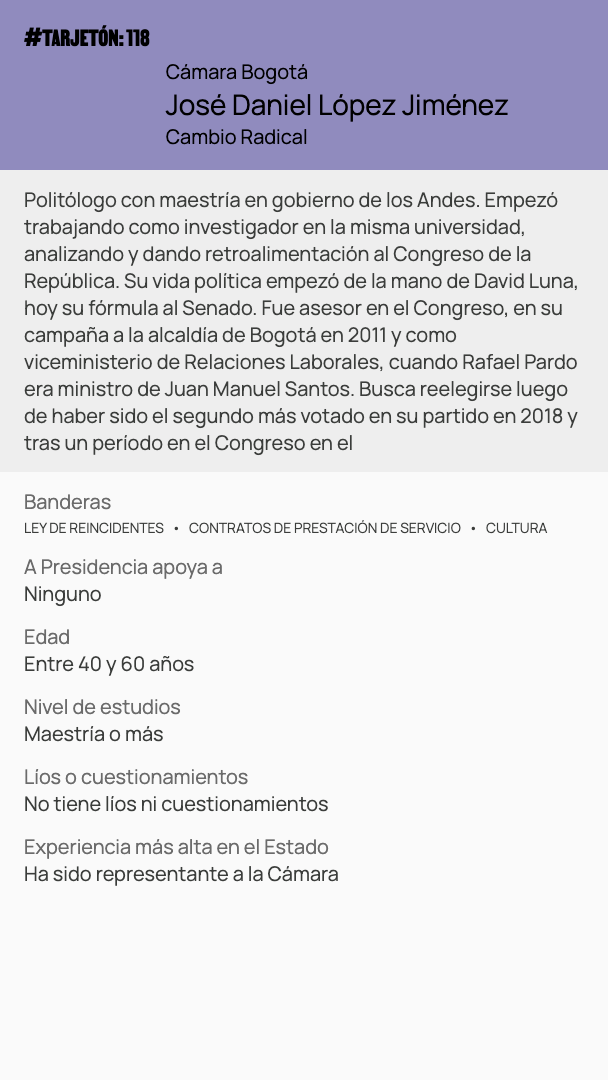 #TARJETÓN: 118
Cámara Bogotá
José Daniel López Jiménez
Cambio Radical
Politólogo con maestría en gobierno de los Andes. Empezó
trabajando como investigador en la misma universidad,
analizando y dando retroalimentación al Congreso de la
República. Su vida política empezó de la mano de David Luna,
hoy su fórmula al Senado. Fue asesor en el Congreso, en su
campaña a la alcaldía de Bogotá en 2011 y como
viceministerio de Relaciones Laborales, cuando Rafael Pardo
era ministro de Juan Manuel Santos. Busca reelegirse luego
de haber sido el segundo más votado en su partido en 2018 y
tras un período en el Congreso en el
Banderas
LEY DE REINCIDENTES • CONTRATOS DE PRESTACIÓN DE SERVICIO • CULTURA
A Presidencia apoya a
Ninguno
Edad
Entre 40 y 60 años
Nivel de estudios
Maestría o más
Líos o cuestionamientos
No tiene líos ni cuestionamientos
Experiencia más alta en el Estado
Ha sido representante a la Cámara